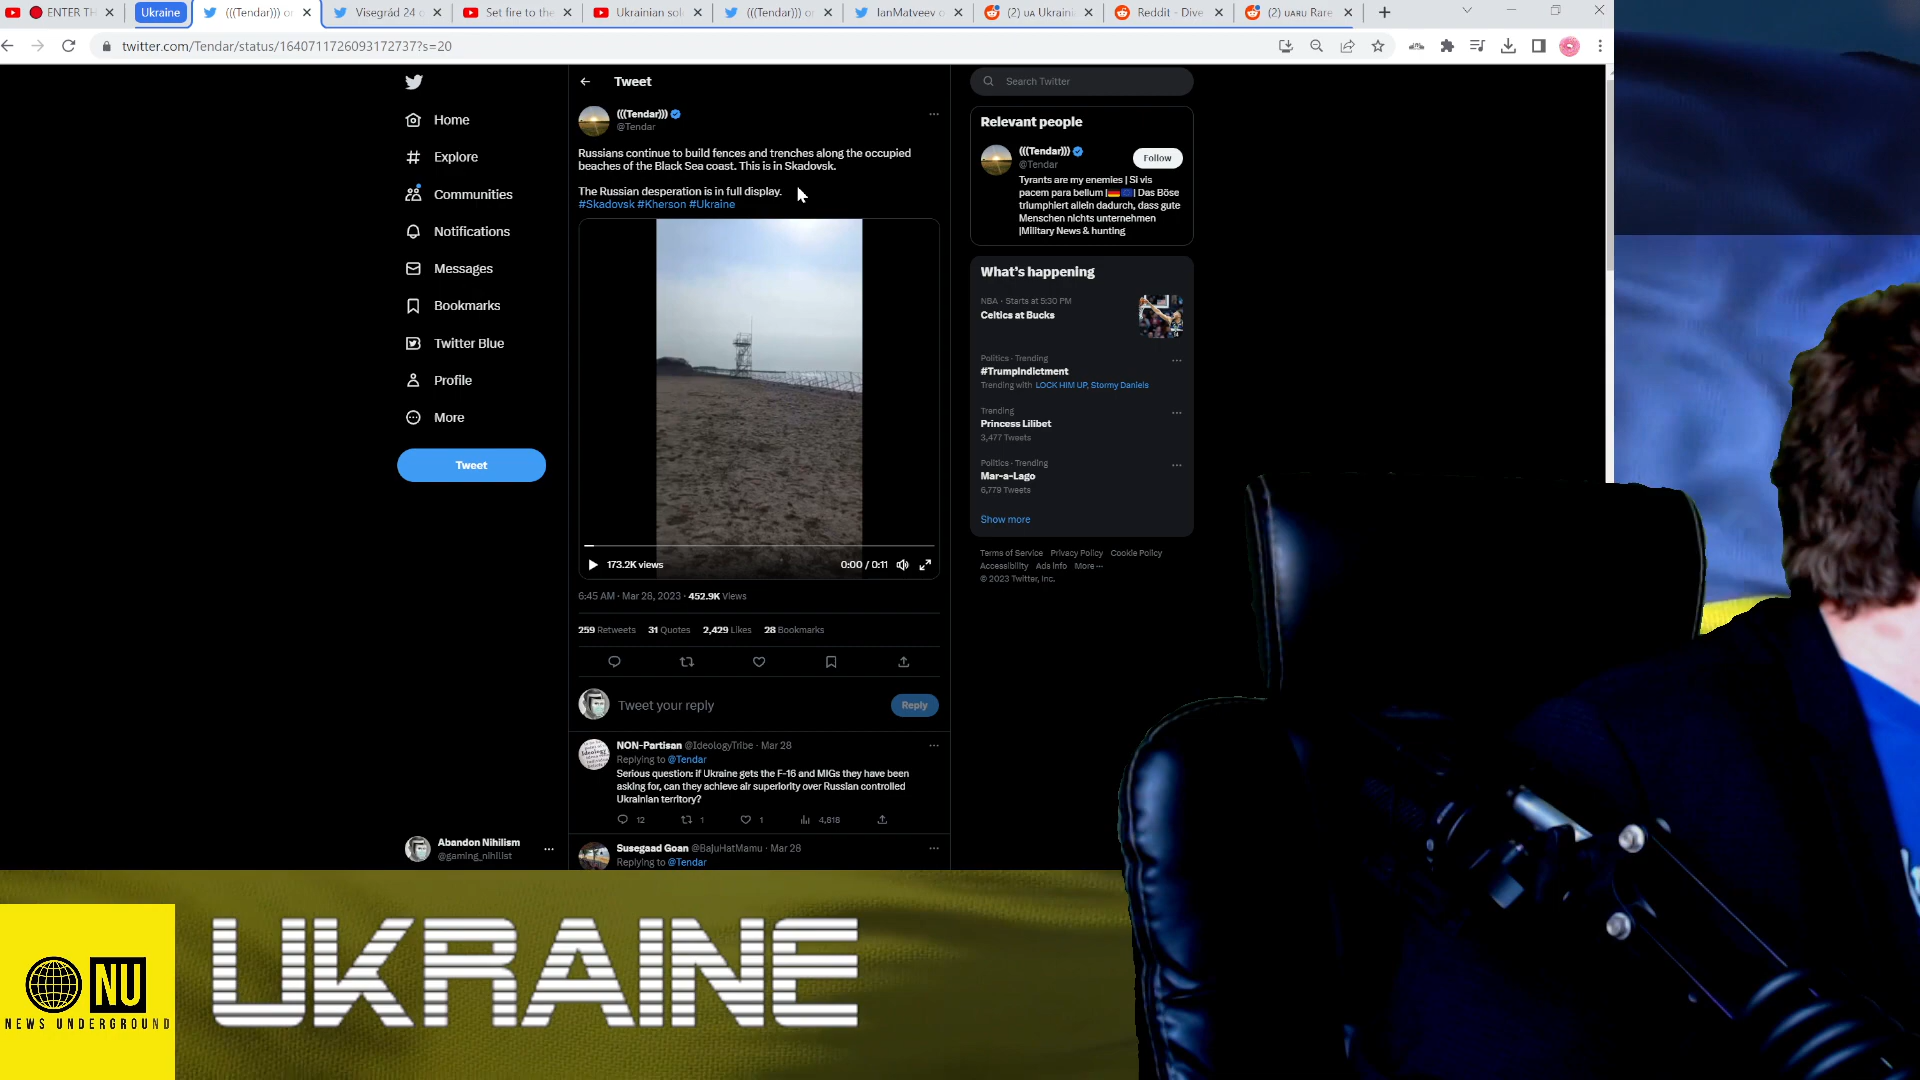 ENTER TH
Ukraine
(((Tendar))) or
Visegrád 24 o
Set fire to the
Ukrainian sol
(((Tendar))) or
IanMatveev o
(2) UA Ukraini
Reddit - Dive
(2) UARU Rare
twitter.com/Tendar/status/1640711726093172737?s=20
Home
Explore
Communities
Notifications
Messages
Bookmarks
Twitter Blue
Profile
More
Tweet
Abandon Nihilism
@gaming_nihilist
Tweet
(((Tendar)))
@Tendar
Russians continue to build fences and trenches along the occupied
beaches of the Black Sea coast. This is in Skadovsk.
The Russian desperation is in full display.
#Skadovsk #Kherson #Ukraine
173.2K views
0:00 / 0:11
6:45 AM · Mar 28, 2023 · 452.9K Views
259 Retweets 31 Quotes 2,429 Likes 28 Bookmarks
Tweet your reply
Reply
NON-Partisan @IdeologyTribe · Mar 28
Replying to @Tendar
Serious question: if Ukraine gets the F-16 and MIGs they have been
asking for, can they achieve air superiority over Russian controlled
Ukrainian territory?
12 1 1 4,818
Susegaad Goan @BaJuHatMamu · Mar 28
Replying to @Tendar
Search Twitter
Relevant people
(((Tendar)))
@Tendar
Follow
Tyrants are my enemies | Si vis
pacem para bellum | | Das Böse
triumphiert allein dadurch, dass gute
Menschen nichts unternehmen
|Military News & hunting
What's happening
NBA · Starts at 5:30 PM
Celtics at Bucks
Politics · Trending
#TrumpIndictment
Trending with LOCK HIM UP, Stormy Daniels
Trending
Princess Lilibet
3,477 Tweets
Politics · Trending
Mar-a-Lago
6,779 Tweets
Show more
Terms of Service Privacy Policy Cookie Policy
Accessibility Ads info More ···
© 2023 Twitter, Inc.
NU
NEWS UNDERGROUND
UKRAINE